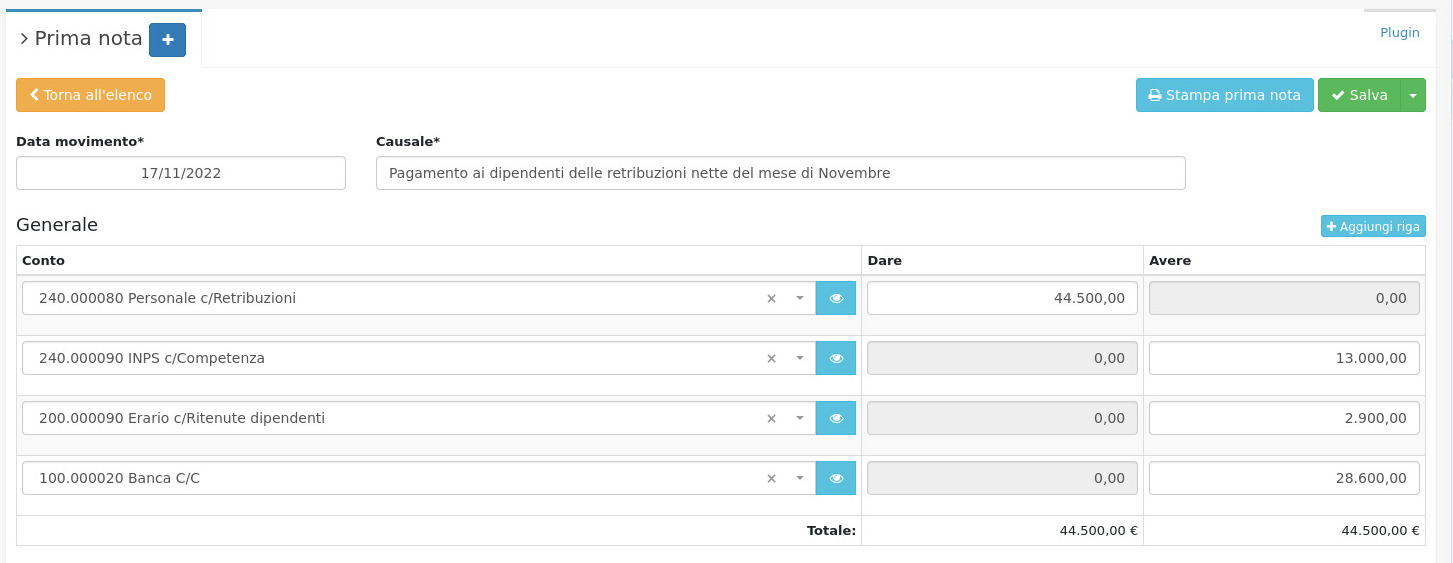 Prima nota
Plugin
Torna all'elenco
Stampa prima nota
Salva
Data movimento*
Causale*
17/11/2022
Pagamento ai dipendenti delle retribuzioni nette del mese di Novembre
Generale
Aggiungi riga
Conto Dare Avere
240.000080 Personale c/Retribuzioni × 44.500,00 0,00
240.000090 INPS c/Competenza × 0,00 13.000,00
200.000090 Erario c/Ritenute dipendenti × 0,00 2.900,00
100.000020 Banca C/C × 0,00 28.600,00
Totale: 44.500,00 € 44.500,00 €